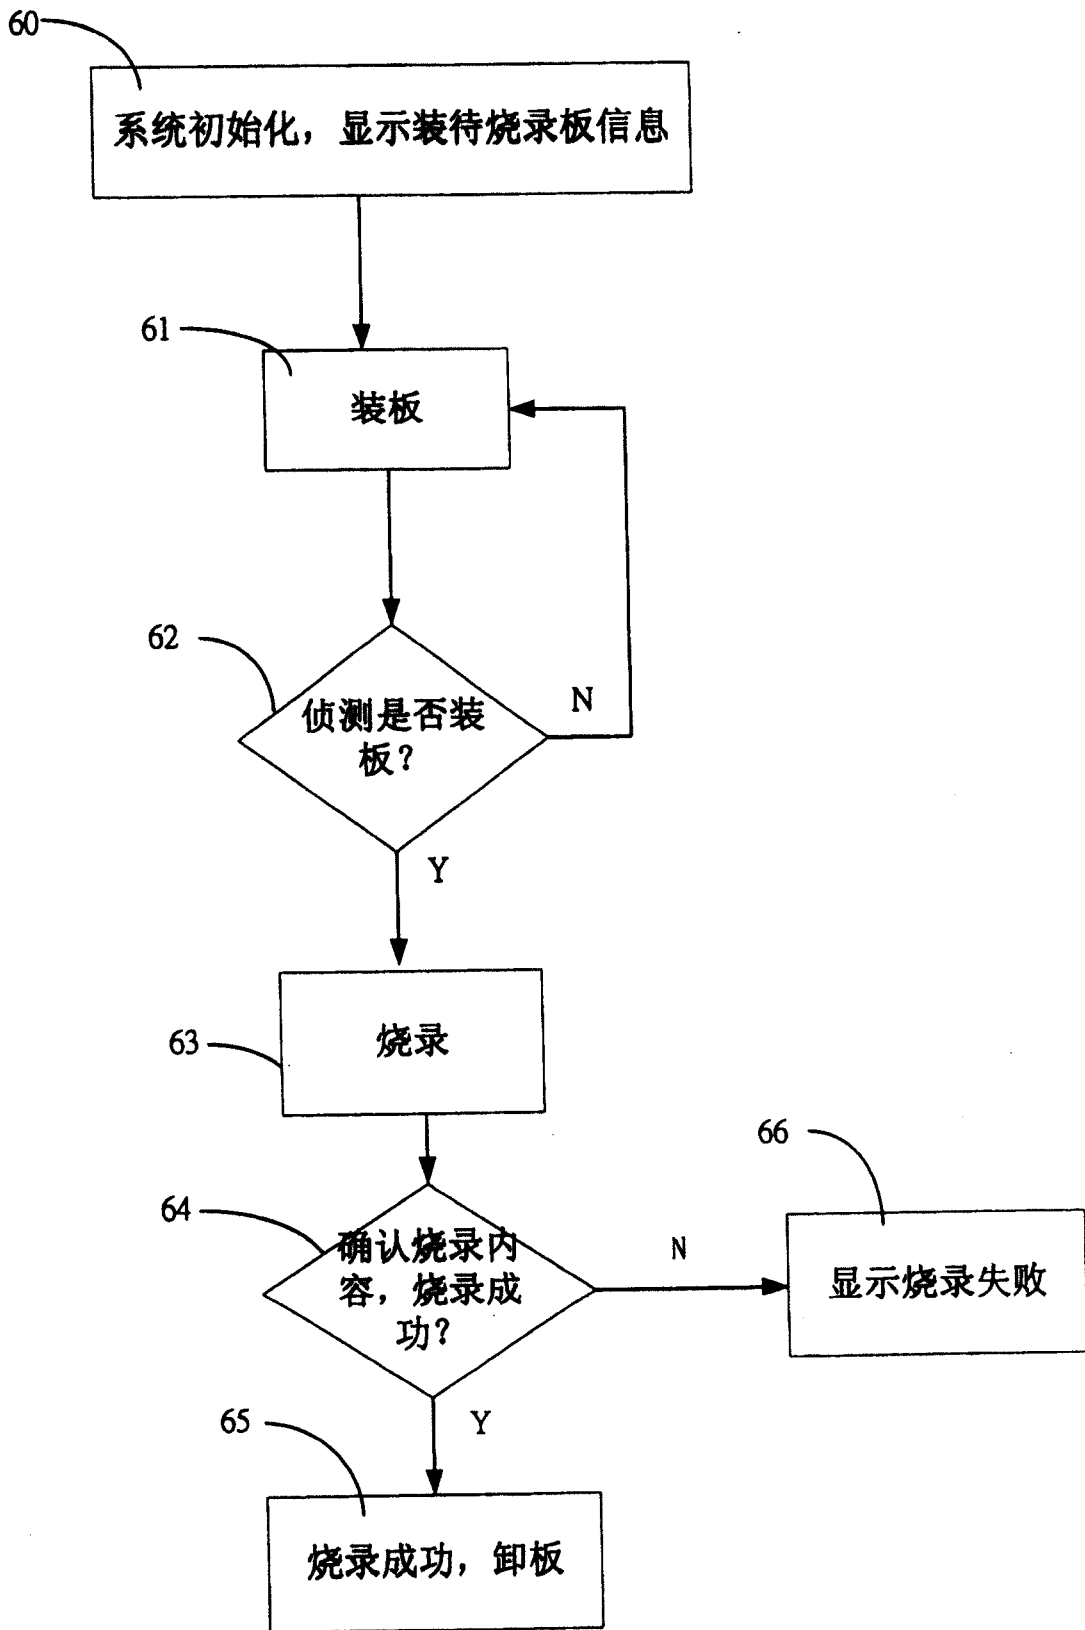 60
系统初始化，显示装待烧录板信息
61
装板
62
侦测是否装
板？
N
Y
63
烧录
66
64
确认烧录内
容，烧录成
功？
N
显示烧录失败
65
Y
烧录成功，卸板